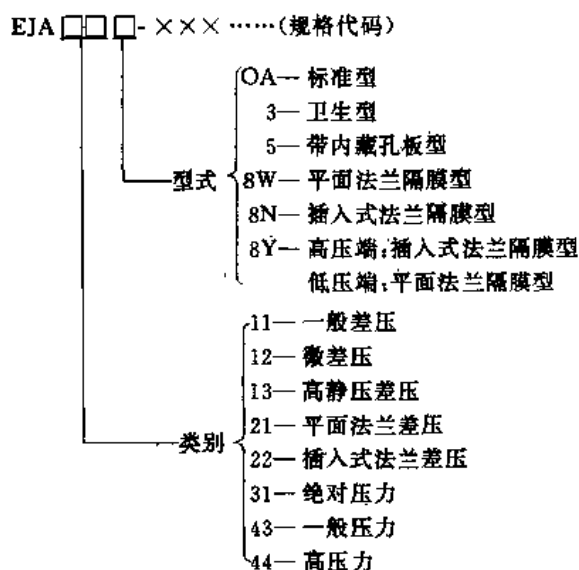 EJA □□ □- ××× ……(规格代码)
OA— 标准型
3— 卫生型
5— 带内藏孔板型
型式
8W— 平面法兰隔膜型
8N— 插入式法兰隔膜型
8Y— 高压端:插入式法兰隔膜型
低压端:平面法兰隔膜型
11— 一般差压
12— 微差压
13— 高静压差压
21— 平面法兰差压
类别
22— 插入式法兰差压
31— 绝对压力
43— 一般压力
44— 高压力